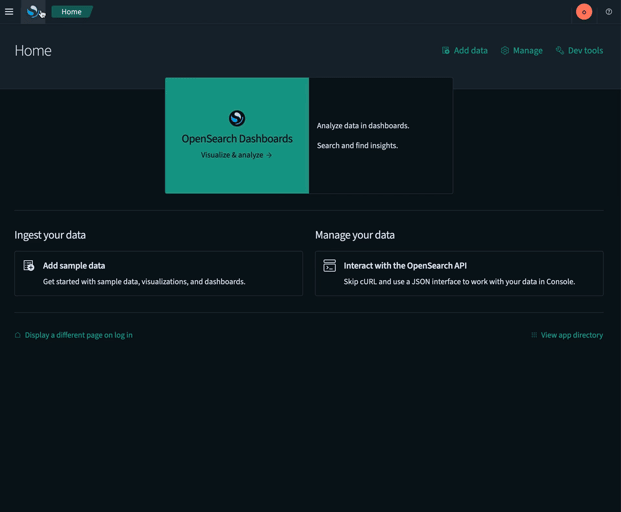 Home
o
Home
Add data
Manage
Dev tools
OpenSearch Dashboards
Visualize & analyze →
Analyze data in dashboards.
Search and find insights.
Ingest your data
Manage your data
Add sample data
Get started with sample data, visualizations, and dashboards.
Interact with the OpenSearch API
Skip cURL and use a JSON interface to work with your data in Console.
Display a different page on log in
View app directory